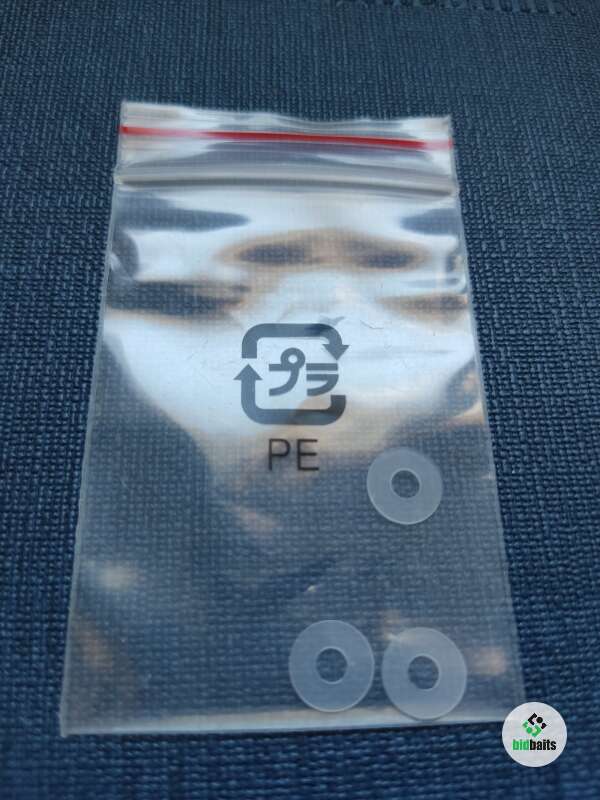 プラ
PE
bidbaits